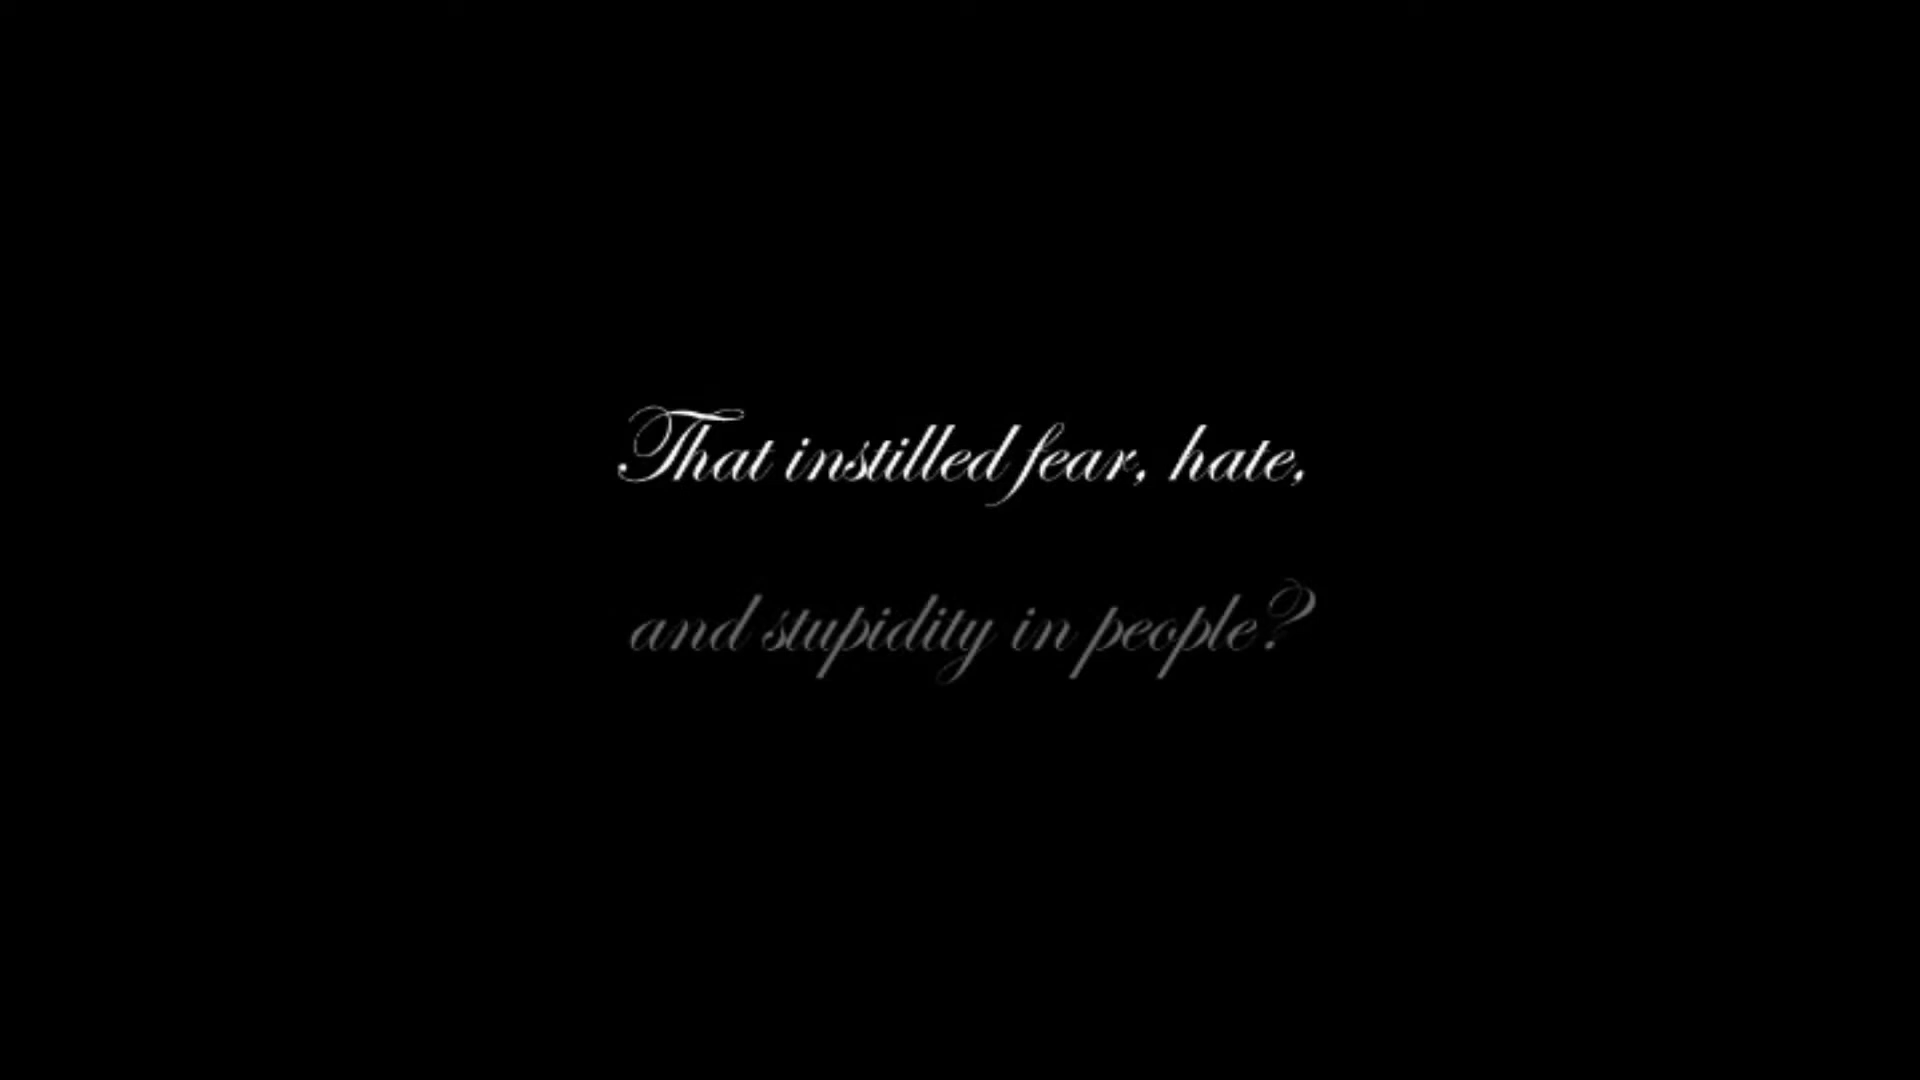 That instilled fear, hate,
and stupidity in people?